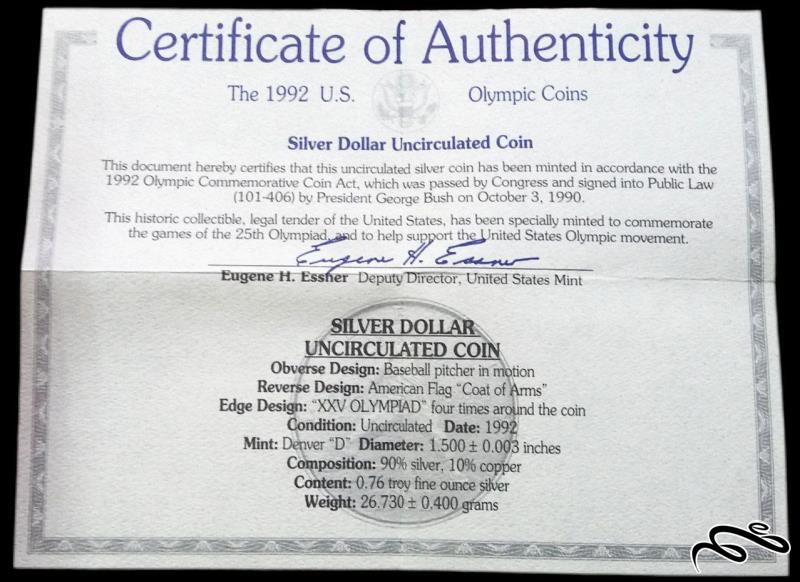 Certificate of Authenticity
The 1992 U.S. Olympic Coins
Silver Dollar Uncirculated Coin
This document hereby certifies that this uncirculated silver coin has been minted in accordance with the
1992 Olympic Commemorative Coin Act, which was passed by Congress and signed into Public Law
(101-406) by President George Bush on October 3, 1990.
This historic collectible, legal tender of the United States, has been specially minted to commemorate
the games of the 25th Olympiad, and to help support the United States Olympic movement.
Eugene H. Essner
Eugene H. Essner Deputy Director, United States Mint
SILVER DOLLAR
UNCIRCULATED COIN
Obverse Design: Baseball pitcher in motion
Reverse Design: American Flag "Coat of Arms"
Edge Design: "XXV OLYMPIAD" four times around the coin
Condition: Uncirculated Date: 1992
Mint: Denver "D" Diameter: 1.500 ± 0.003 inches
Composition: 90% silver, 10% copper
Content: 0.76 troy fine ounce silver
Weight: 26.730 ± 0.400 grams